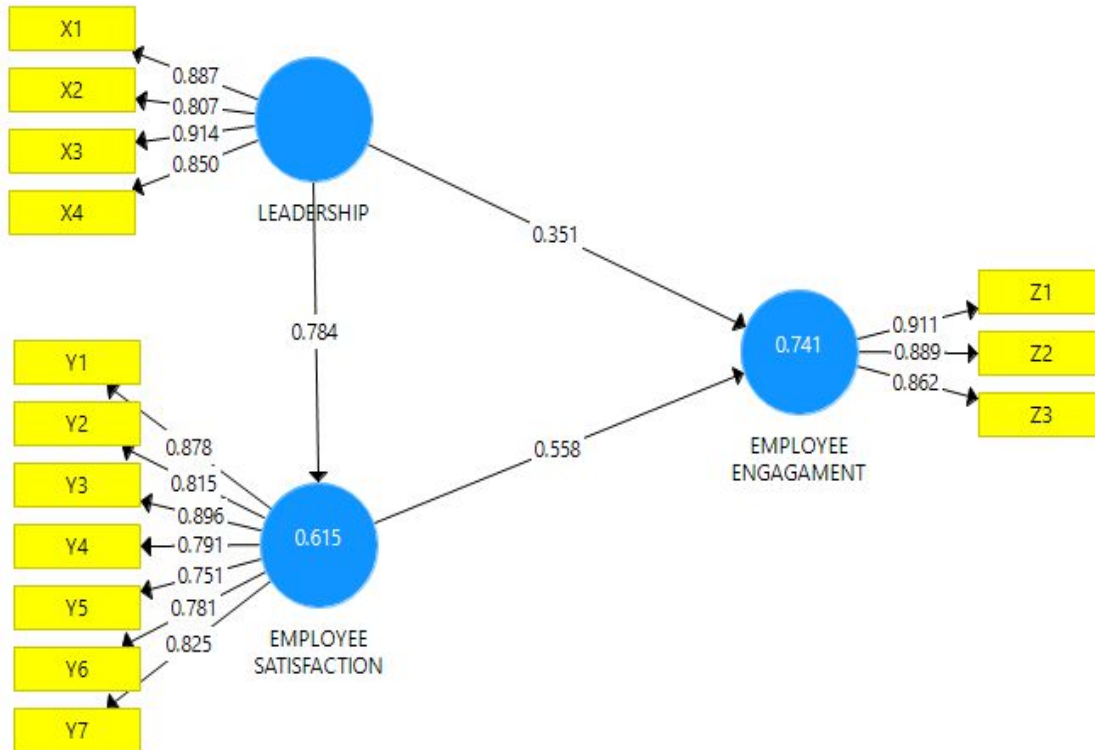 X1
X2
X3
X4
0.887
0.807
0.914
0.850
LEADERSHIP
0.351
0.784
0.741
EMPLOYEE
ENGAGAMENT
0.911
0.889
0.862
Z1
Z2
Z3
Y1
Y2
Y3
Y4
Y5
Y6
Y7
0.878
0.815
0.896
0.791
0.751
0.781
0.825
0.558
0.615
EMPLOYEE
SATISFACTION